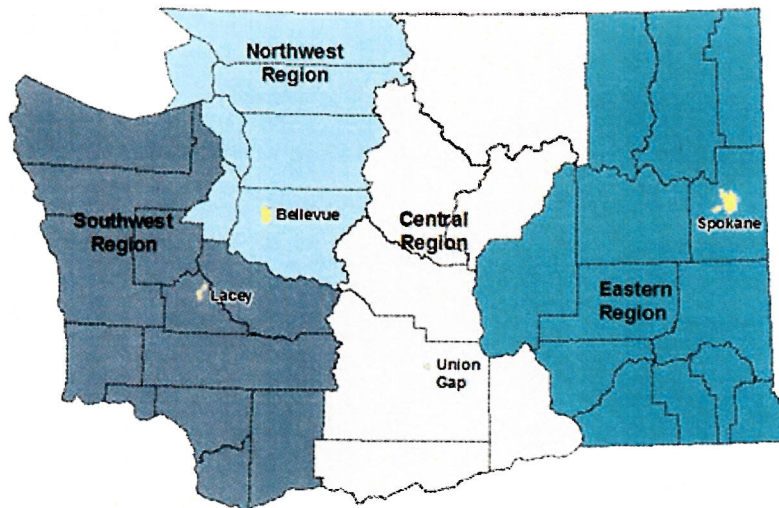 Northwest
Region
Southwest
Region
Bellevue
Central
Region
Spokane
Lacey
Eastern
Region
Union
Gap